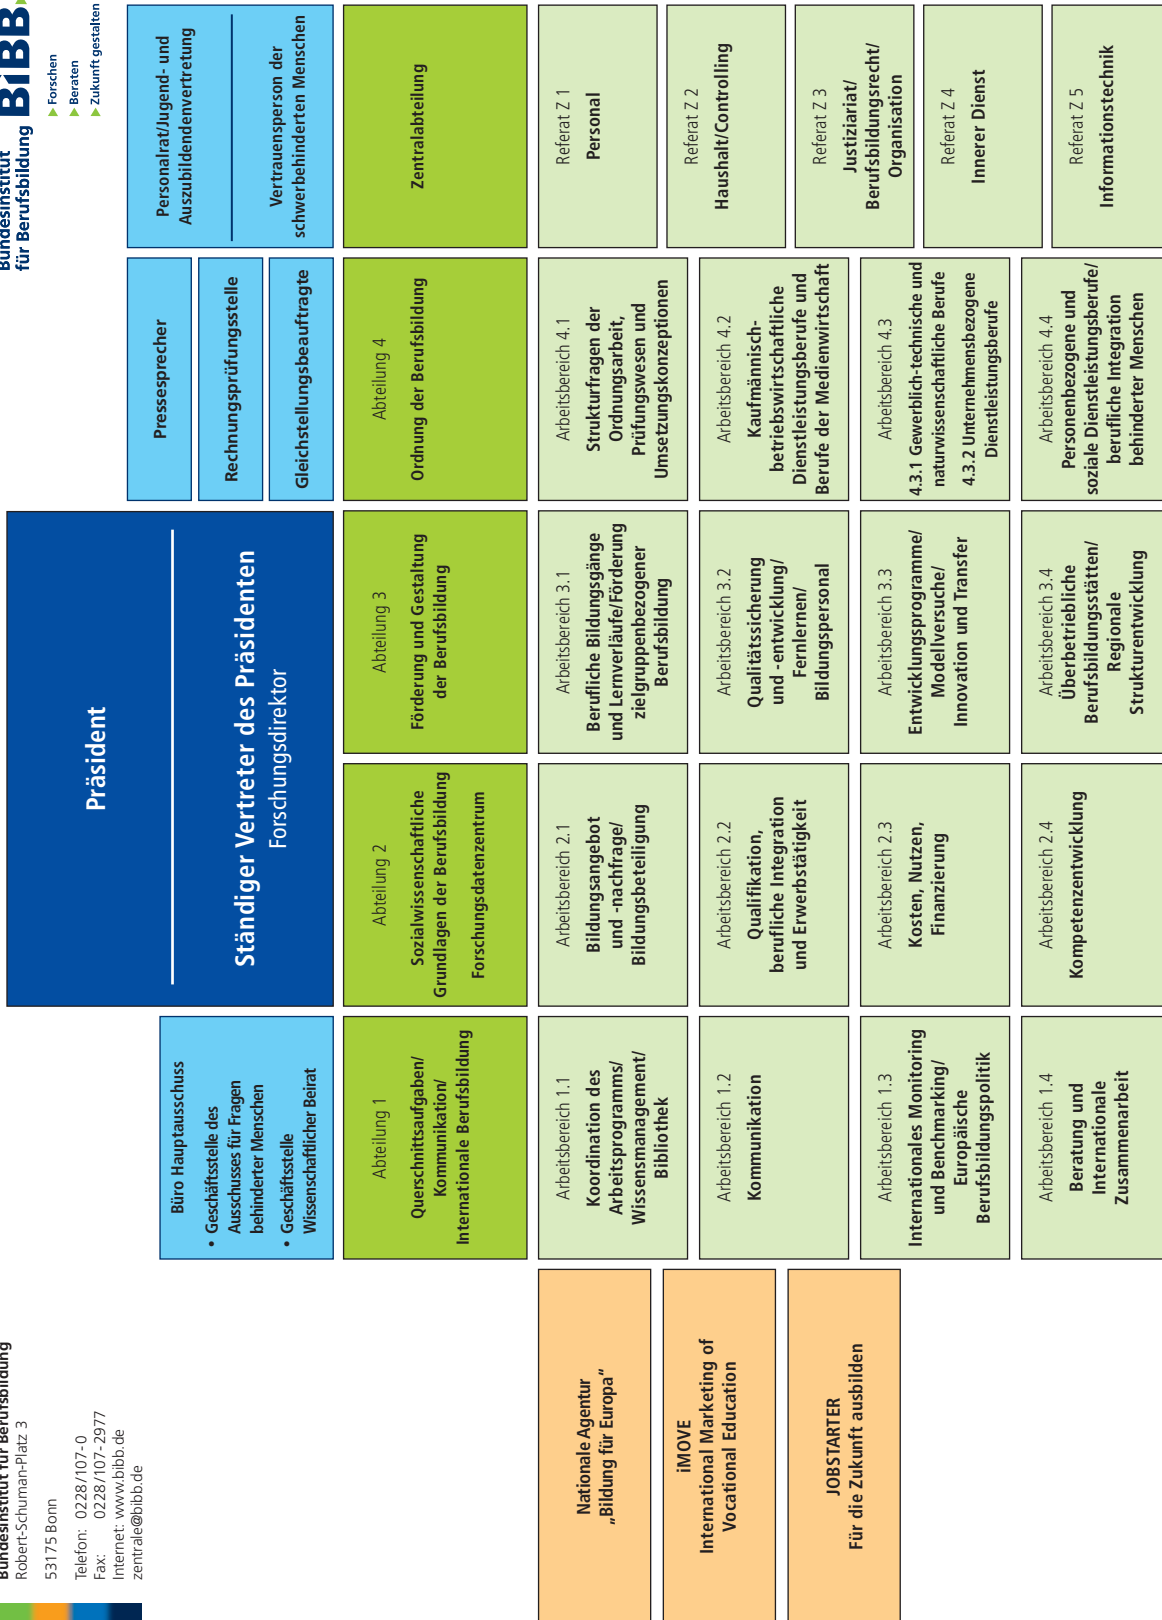 Bundesinstitut für Berufsbildung
Robert-Schuman-Platz 3
53175 Bonn
Telefon: 0228/107-0
Fax: 0228/107-2977
Internet: www.bibb.de
zentrale@bibb.de
Bundesinstitut
für Berufsbildung
BiBB
Forschen
Beraten
Zukunft gestalten
Präsident
Ständiger Vertreter des Präsidenten
Forschungsdirektor
Büro Hauptausschuss
• Geschäftsstelle des
Ausschusses für Fragen
behinderter Menschen
• Geschäftsstelle
Wissenschaftlicher Beirat
Pressesprecher
Rechnungsprüfungsstelle
Gleichstellungsbeauftragte
Personalrat/Jugend- und
Auszubildendenvertretung
Vertrauensperson der
schwerbehinderten Menschen
Abteilung 1
Querschnittsaufgaben/
Kommunikation/
Internationale Berufsbildung
Abteilung 2
Sozialwissenschaftliche
Grundlagen der Berufsbildung
Forschungsdatenzentrum
Abteilung 3
Förderung und Gestaltung
der Berufsbildung
Abteilung 4
Ordnung der Berufsbildung
Zentralabteilung
Nationale Agentur
„Bildung für Europa“
iMOVE
International Marketing of
Vocational Education
JOBSTARTER
Für die Zukunft ausbilden
Arbeitsbereich 1.1
Koordination des
Arbeitsprogramms/
Wissensmanagement/
Bibliothek
Arbeitsbereich 1.2
Kommunikation
Arbeitsbereich 1.3
Internationales Monitoring
und Benchmarking/
Europäische
Berufsbildungspolitik
Arbeitsbereich 1.4
Beratung und
Internationale
Zusammenarbeit
Arbeitsbereich 2.1
Bildungsangebot
und -nachfrage/
Bildungsbeteiligung
Arbeitsbereich 2.2
Qualifikation,
berufliche Integration
und Erwerbstätigkeit
Arbeitsbereich 2.3
Kosten, Nutzen,
Finanzierung
Arbeitsbereich 2.4
Kompetenzentwicklung
Arbeitsbereich 3.1
Berufliche Bildungsgänge
und Lernverläufe/Förderung
zielgruppenbezogener
Berufsbildung
Arbeitsbereich 3.2
Qualitätssicherung
und -entwicklung/
Fernlernen/
Bildungspersonal
Arbeitsbereich 3.3
Entwicklungsprogramme/
Modellversuche/
Innovation und Transfer
Arbeitsbereich 3.4
Überbetriebliche
Berufsbildungsstätten/
Regionale
Strukturentwicklung
Arbeitsbereich 4.1
Strukturfragen der
Ordnungsarbeit,
Prüfungswesen und
Umsetzungskonzeptionen
Arbeitsbereich 4.2
Kaufmännisch-
betriebswirtschaftliche
Dienstleistungsberufe und
Berufe der Medienwirtschaft
Arbeitsbereich 4.3
4.3.1 Gewerblich-technische und
naturwissenschaftliche Berufe
4.3.2 Unternehmensbezogene
Dienstleistungsberufe
Arbeitsbereich 4.4
Personenbezogene und
soziale Dienstleistungsberufe/
berufliche Integration
behinderter Menschen
Referat Z 1
Personal
Referat Z 2
Haushalt/Controlling
Referat Z 3
Justiziariat/
Berufsbildungsrecht/
Organisation
Referat Z 4
Innerer Dienst
Referat Z 5
Informationstechnik